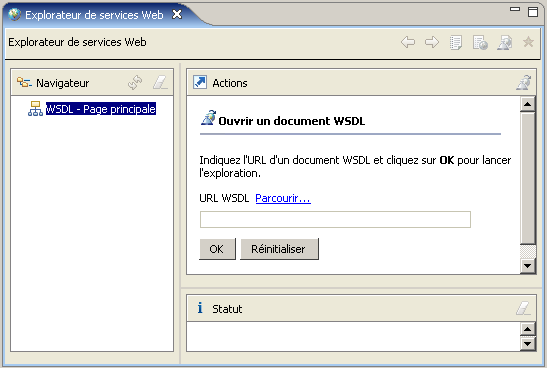 Explorateur de services Web
Explorateur de services Web
Navigateur
WSDL - Page principale
Actions
Ouvrir un document WSDL
Indiquez l'URL d'un document WSDL et cliquez sur OK pour lancer
l'exploration.
URL WSDL Parcourir...
OK Réinitialiser
Statut